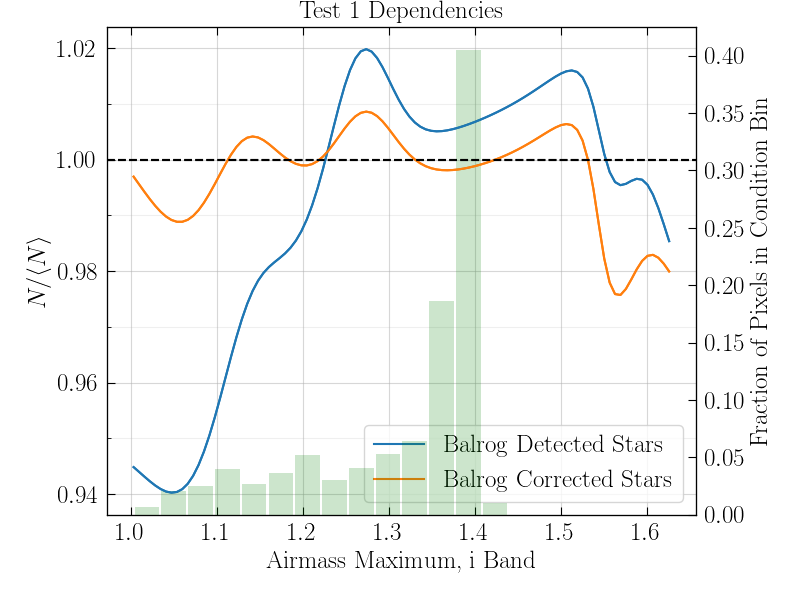 Test 1 Dependencies
1.02
1.00
0.98
0.96
0.94
N/⟨N⟩
0.40
0.35
0.30
0.25
0.20
0.15
0.10
0.05
0.00
Fraction of Pixels in Condition Bin
Balrog Detected Stars
Balrog Corrected Stars
1.0 1.1 1.2 1.3 1.4 1.5 1.6
Airmass Maximum, i Band